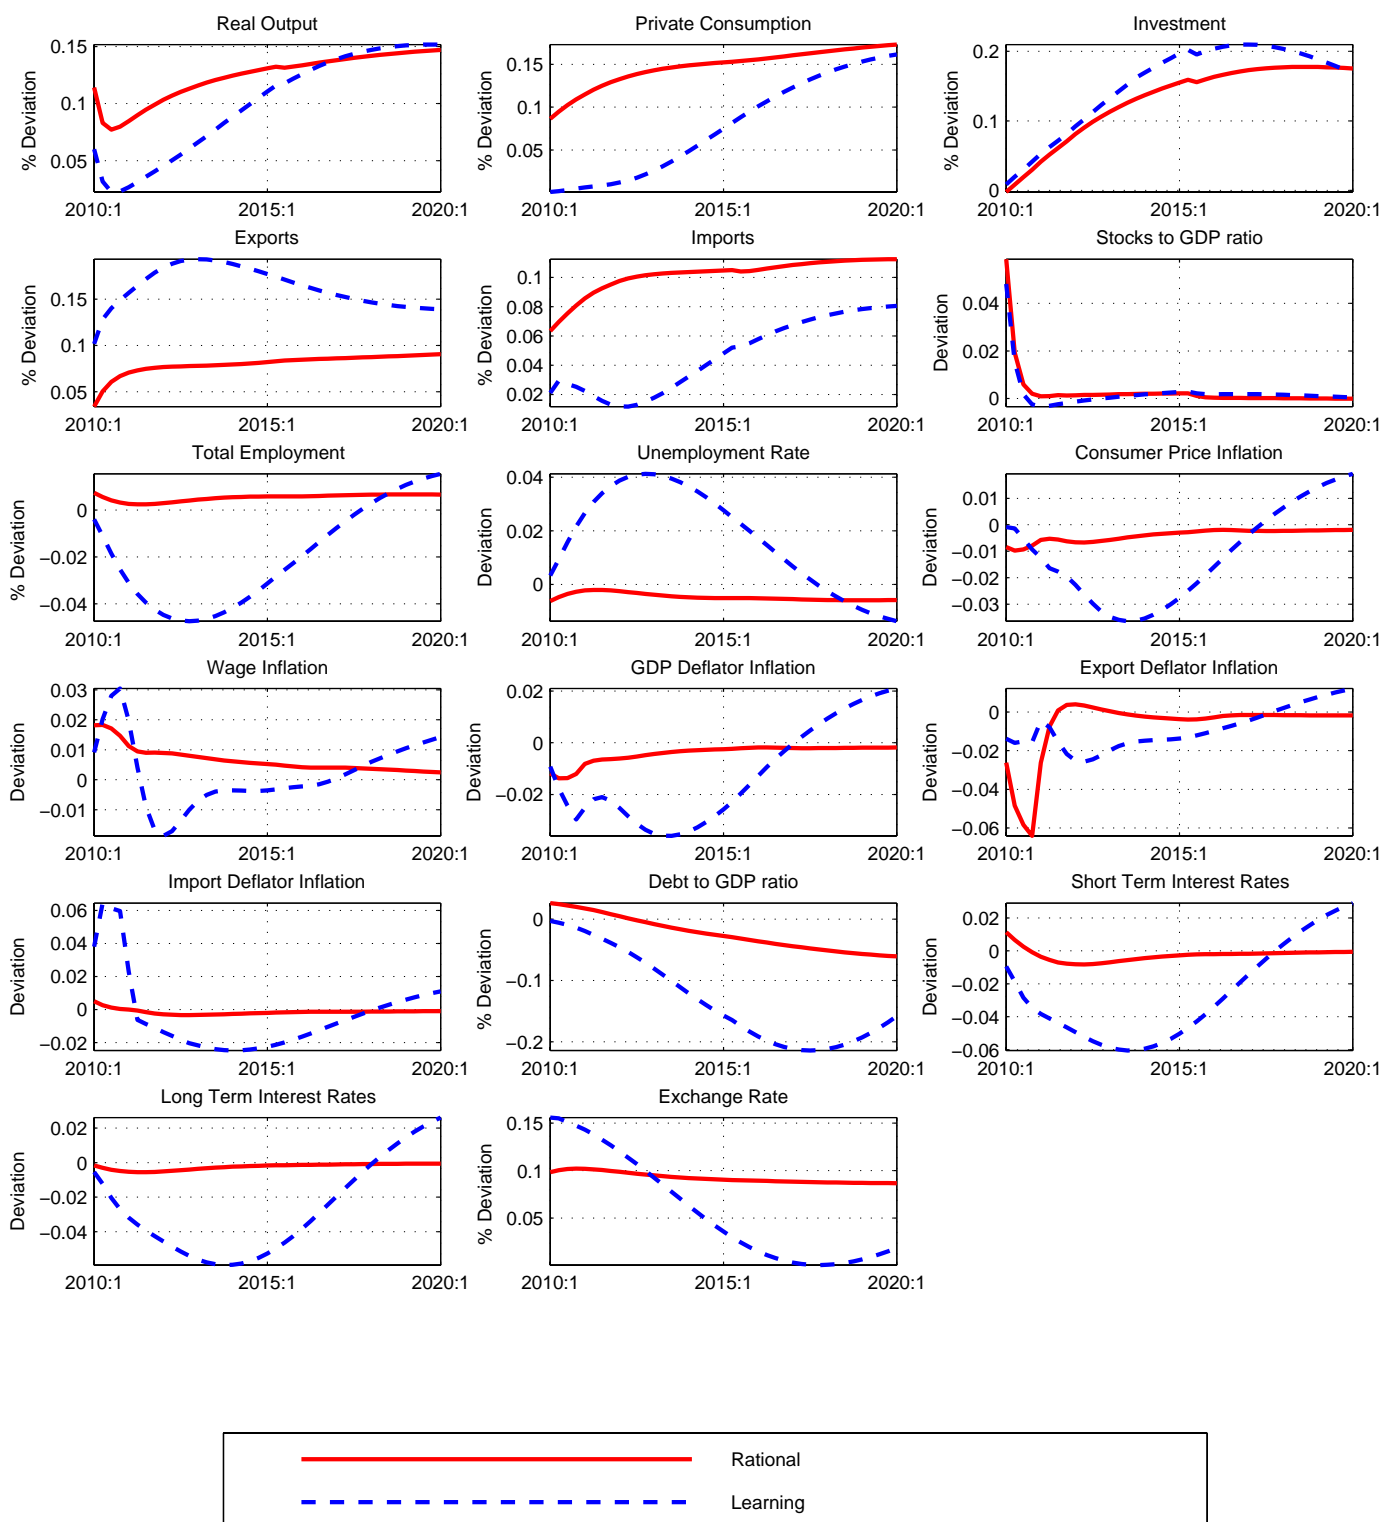 Real Output
Private Consumption
Investment
% Deviation
0.15
0.1
0.05
2010:1 2015:1 2020:1
% Deviation
0.15
0.1
0.05
2010:1 2015:1 2020:1
% Deviation
0.2
0.1
0
2010:1 2015:1 2020:1
Exports
Imports
Stocks to GDP ratio
% Deviation
0.15
0.1
0.05
2010:1 2015:1 2020:1
% Deviation
0.1
0.08
0.06
0.04
0.02
2010:1 2015:1 2020:1
Deviation
0.04
0.02
0
2010:1 2015:1 2020:1
Total Employment
Unemployment Rate
Consumer Price Inflation
% Deviation
0
−0.02
−0.04
2010:1 2015:1 2020:1
Deviation
0.04
0.02
0
2010:1 2015:1 2020:1
Deviation
0.01
0
−0.01
−0.02
−0.03
2010:1 2015:1 2020:1
Wage Inflation
GDP Deflator Inflation
Export Deflator Inflation
Deviation
0.03
0.02
0.01
0
−0.01
2010:1 2015:1 2020:1
Deviation
0.02
0
−0.02
2010:1 2015:1 2020:1
Deviation
0
−0.02
−0.04
−0.06
2010:1 2015:1 2020:1
Import Deflator Inflation
Debt to GDP ratio
Short Term Interest Rates
Deviation
0.06
0.04
0.02
0
−0.02
2010:1 2015:1 2020:1
% Deviation
0
−0.1
−0.2
2010:1 2015:1 2020:1
Deviation
0.02
0
−0.02
−0.04
−0.06
2010:1 2015:1 2020:1
Long Term Interest Rates
Exchange Rate
Deviation
0.02
0
−0.02
−0.04
2010:1 2015:1 2020:1
% Deviation
0.15
0.1
0.05
2010:1 2015:1 2020:1
Rational
Learning